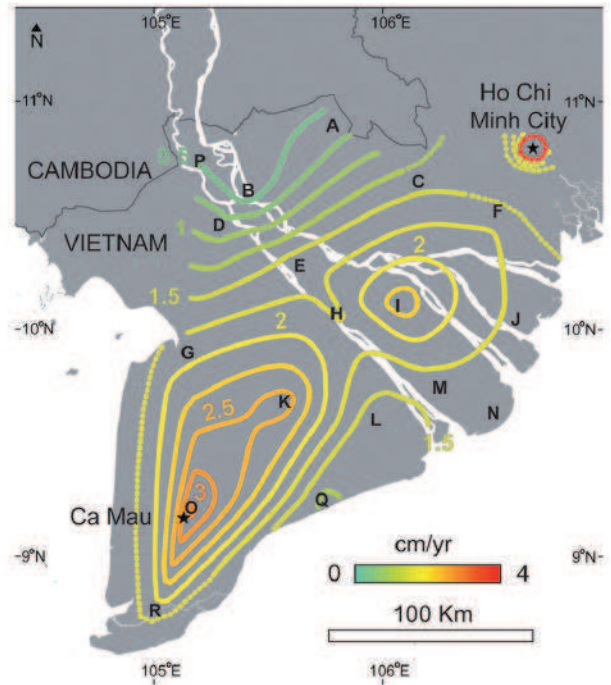 105°E
106°E
N
11°N
11°N
Ho Chi
Minh City
A
P
0.5
CAMBODIA
B
C
D
1
F
VIETNAM
2
E
1.5
I
H
J
10°N
10°N
G
2
K
M
2.5
L
N
1.5
3
O
Q
Ca Mau
9°N
9°N
cm/yr
0
4
R
100 Km
105°E
106°E